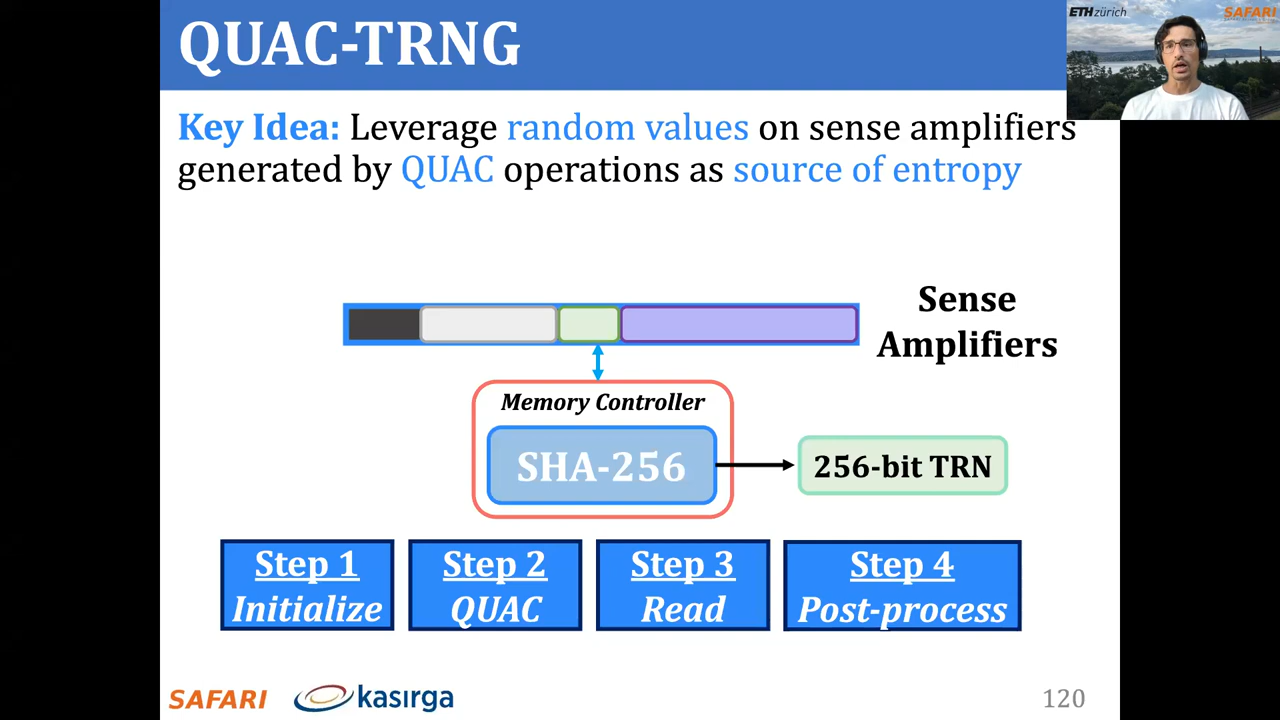 QUAC-TRNG
ETH zürich
SAFARI
Key Idea: Leverage random values on sense amplifiers
generated by QUAC operations as source of entropy
Sense
Amplifiers
Memory Controller
SHA-256
256-bit TRN
Step 1
Initialize
Step 2
QUAC
Step 3
Read
Step 4
Post-process
SAFARI
kasırga
120